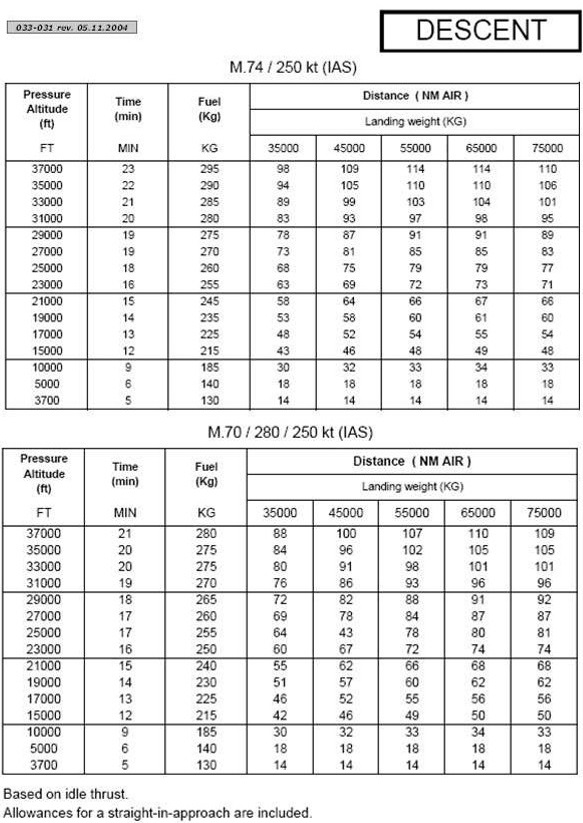 033-031 rev. 05.11.2004
DESCENT
M.74 / 250 kt (IAS)
Pressure Altitude (ft) Time (min) Fuel (Kg) Distance ( NM AIR )
Landing weight (KG)
FT MIN KG 35000 45000 55000 65000 75000
37000 23 295 98 109 114 114 110
35000 22 290 94 105 110 110 106
33000 21 285 89 99 103 104 101
31000 20 280 83 93 97 98 95
29000 19 275 78 87 91 91 89
27000 19 270 73 81 85 85 83
25000 18 260 68 75 79 79 77
23000 16 255 63 69 72 73 71
21000 15 245 58 64 66 67 66
19000 14 235 53 58 60 61 60
17000 13 225 48 52 54 55 54
15000 12 215 43 46 48 49 48
10000 9 185 30 32 33 34 33
5000 6 140 18 18 18 18 18
3700 5 130 14 14 14 14 14
M.70 / 280 / 250 kt (IAS)
Pressure Altitude (ft) Time (min) Fuel (Kg) Distance ( NM AIR )
Landing weight (KG)
FT MIN KG 35000 45000 55000 65000 75000
37000 21 280 88 100 107 110 109
35000 20 275 84 96 102 105 105
33000 20 275 80 91 98 101 101
31000 19 270 76 86 93 96 96
29000 18 265 72 82 88 91 92
27000 17 260 69 78 84 87 87
25000 17 255 64 43 78 80 81
23000 16 250 60 67 72 74 74
21000 15 240 55 62 66 68 68
19000 14 230 51 57 60 62 62
17000 13 225 46 52 55 56 56
15000 12 215 42 46 49 50 50
10000 9 185 30 32 33 34 33
5000 6 140 18 18 18 18 18
3700 5 130 14 14 14 14 14
Based on idle thrust.
Allowances for a straight-in-approach are included.